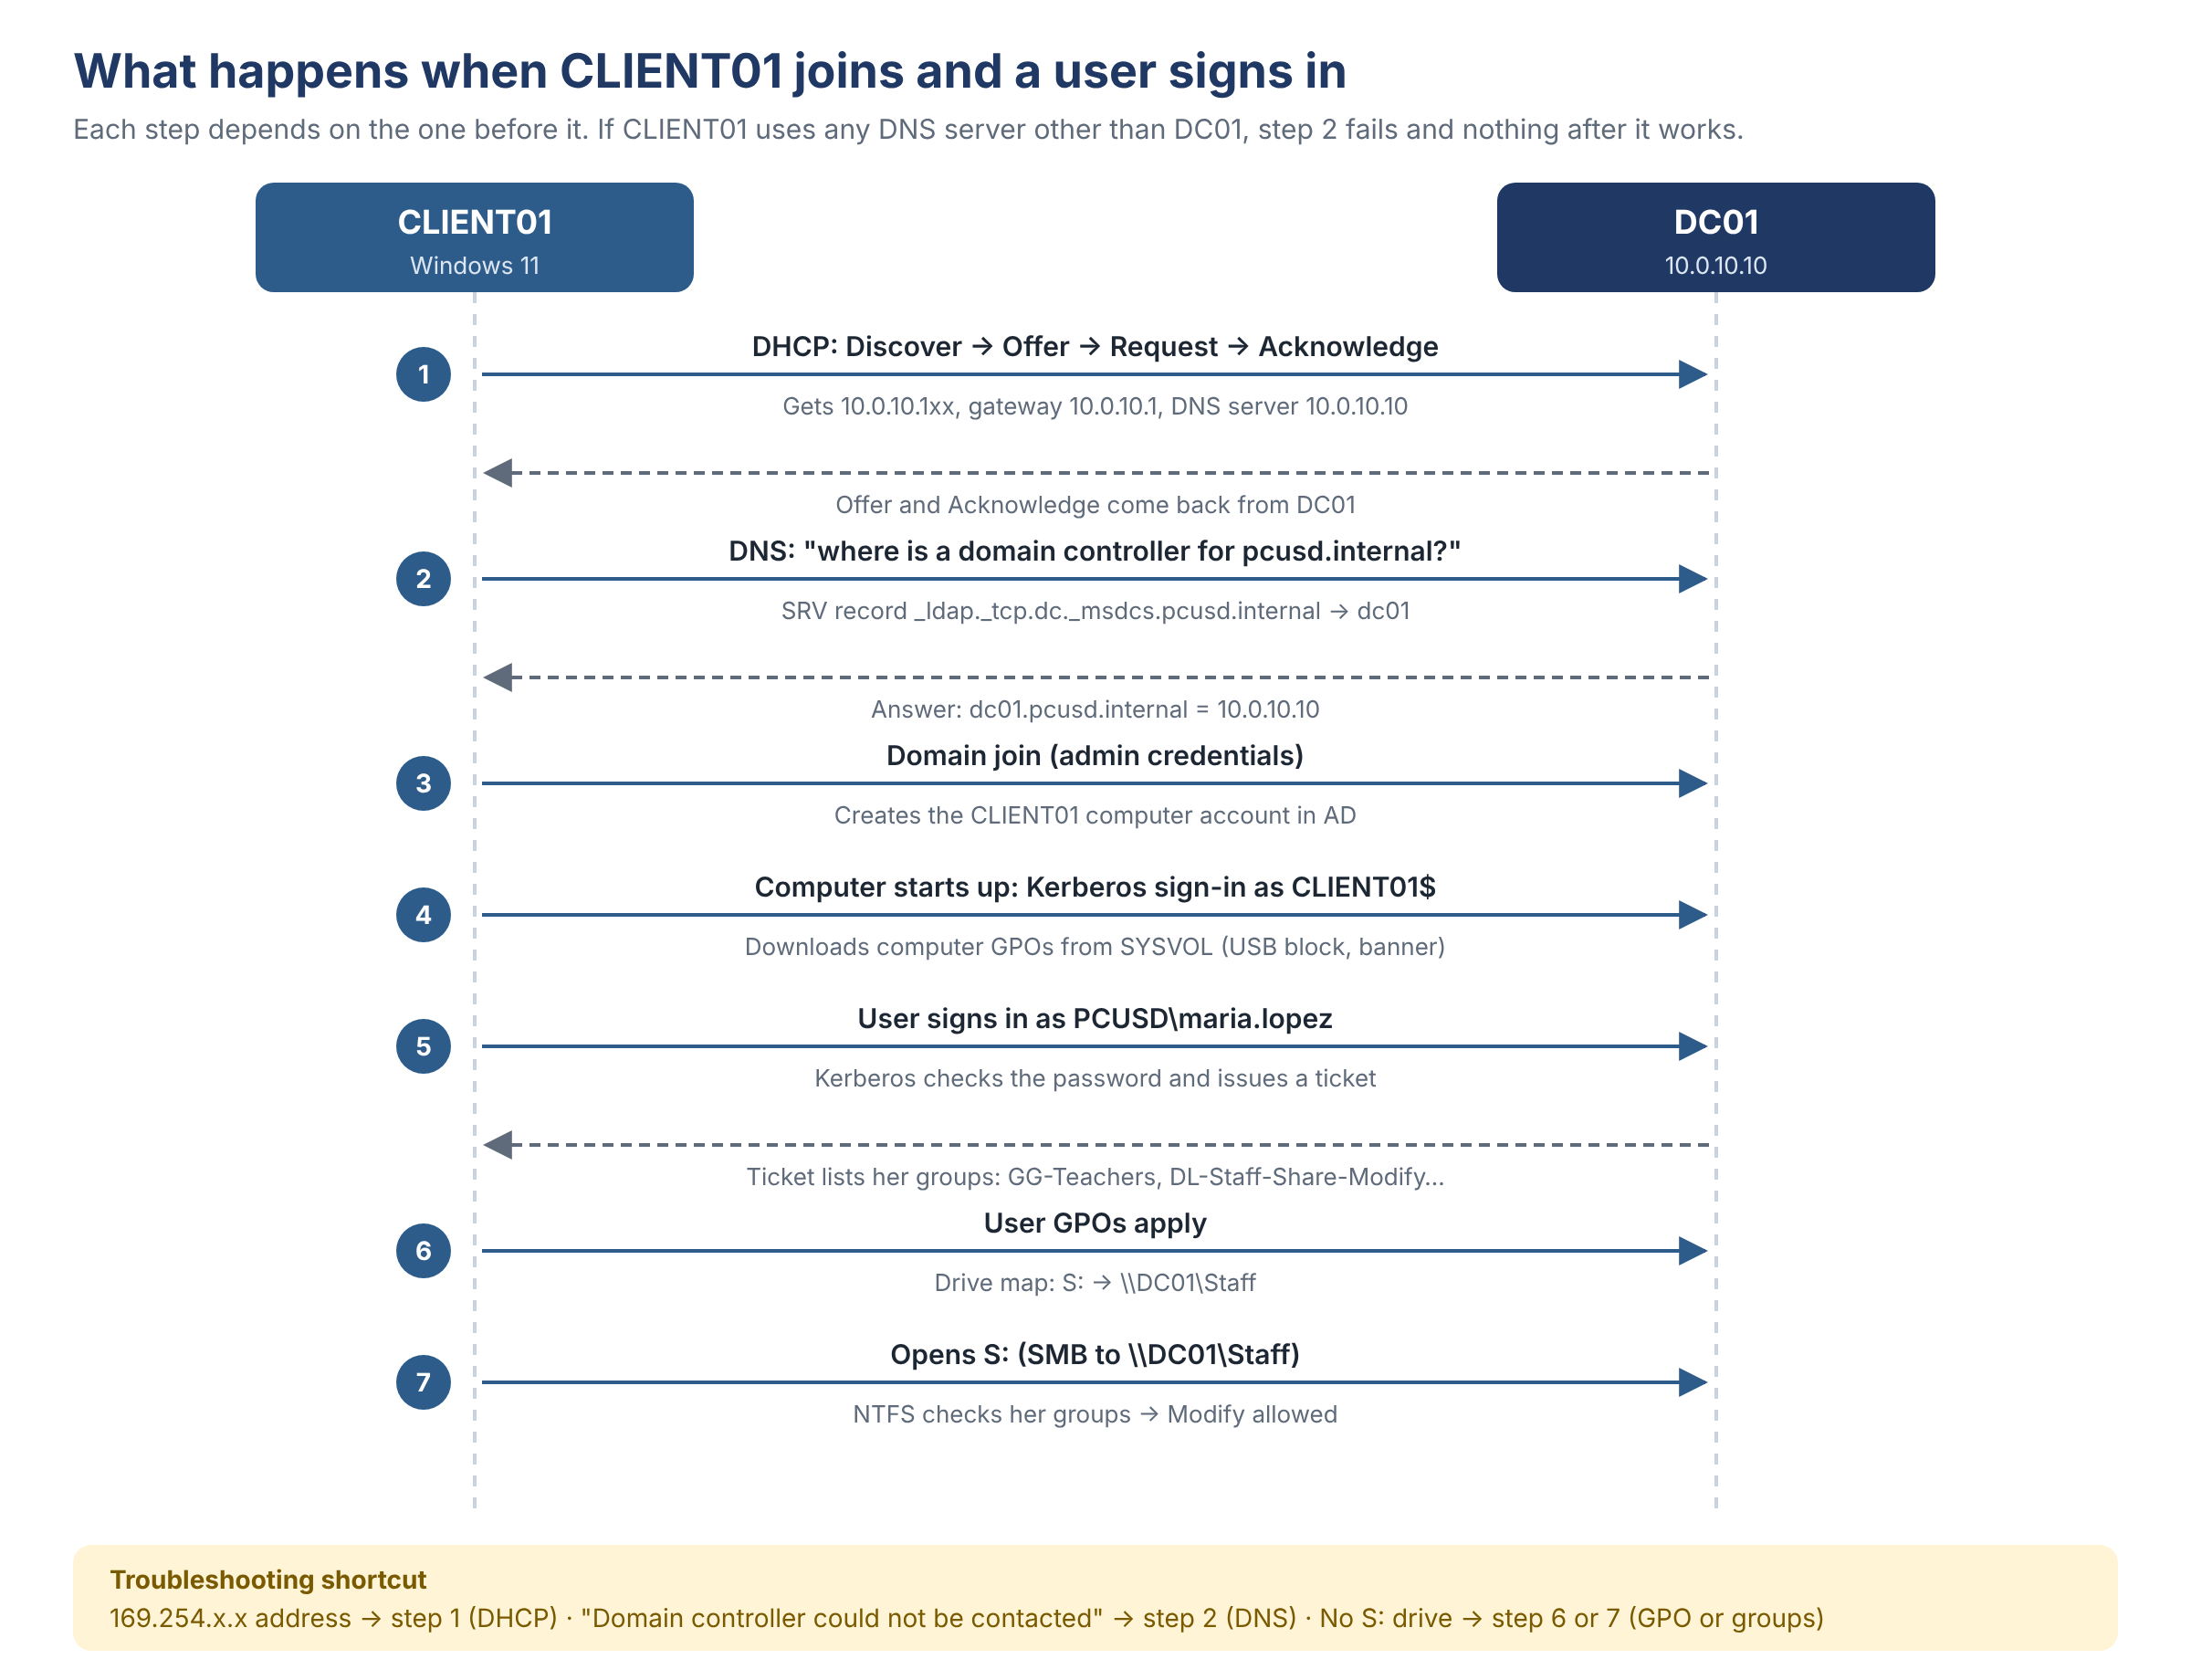 What happens when CLIENT01 joins and a user signs in
Each step depends on the one before it. If CLIENT01 uses any DNS server other than DC01, step 2 fails and nothing after it works.
CLIENT01
Windows 11
DC01
10.0.10.10
DHCP: Discover → Offer → Request → Acknowledge
1
Gets 10.0.10.1xx, gateway 10.0.10.1, DNS server 10.0.10.10
Offer and Acknowledge come back from DC01
DNS: "where is a domain controller for pcusd.internal?"
2
SRV record _ldap._tcp.dc._msdcs.pcusd.internal → dc01
Answer: dc01.pcusd.internal = 10.0.10.10
Domain join (admin credentials)
3
Creates the CLIENT01 computer account in AD
Computer starts up: Kerberos sign-in as CLIENT01$
4
Downloads computer GPOs from SYSVOL (USB block, banner)
User signs in as PCUSD\maria.lopez
5
Kerberos checks the password and issues a ticket
Ticket lists her groups: GG-Teachers, DL-Staff-Share-Modify...
User GPOs apply
6
Drive map: S: → \\DC01\Staff
Opens S: (SMB to \\DC01\Staff)
7
NTFS checks her groups → Modify allowed
Troubleshooting shortcut
169.254.x.x address → step 1 (DHCP) · "Domain controller could not be contacted" → step 2 (DNS) · No S: drive → step 6 or 7 (GPO or groups)